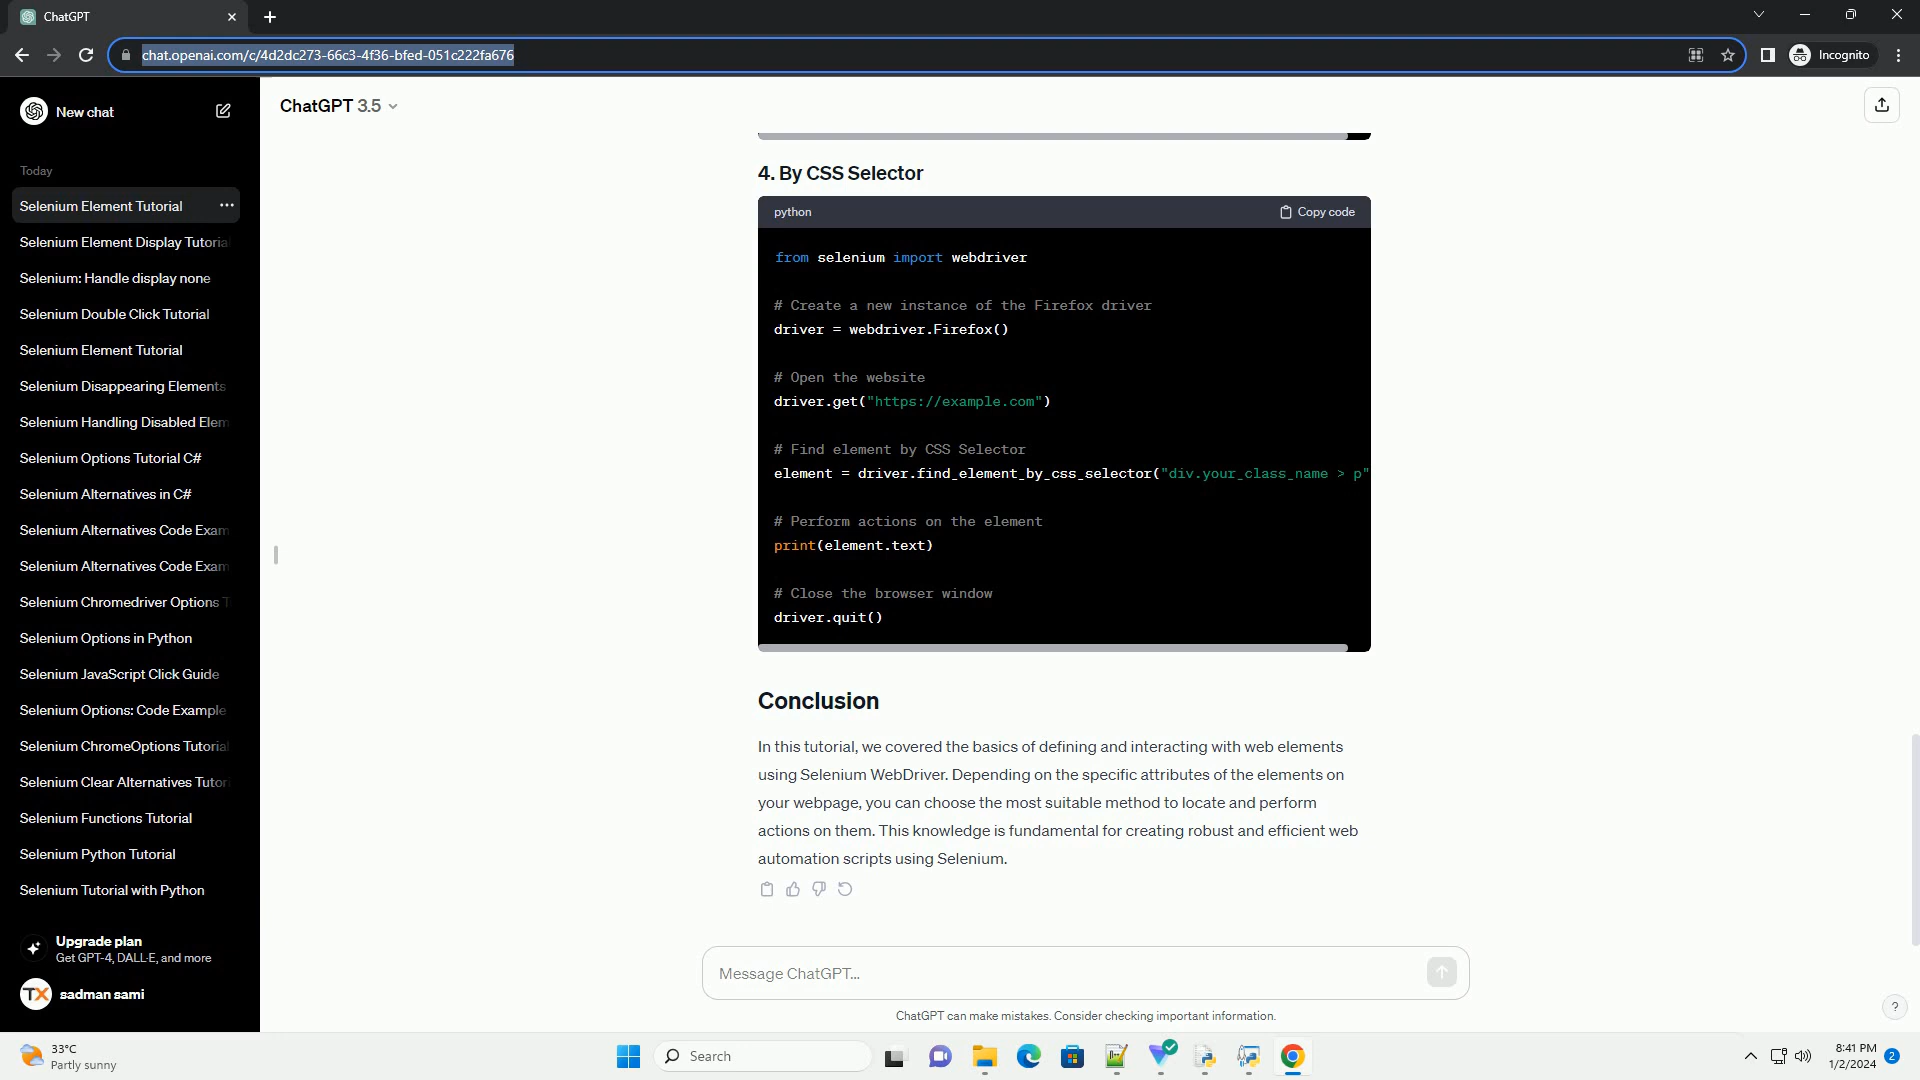 ChatGPT
chat.openai.com/c/4d2dc273-66c3-4f36-bfed-051c222fa676
Incognito
New chat
Today
Selenium Element Tutorial
Selenium Element Display Tutoria
Selenium: Handle display none
Selenium Double Click Tutorial
Selenium Element Tutorial
Selenium Disappearing Elements
Selenium Handling Disabled Elem
Selenium Options Tutorial C#
Selenium Alternatives in C#
Selenium Alternatives Code Exam
Selenium Alternatives Code Exam
Selenium Chromedriver Options T
Selenium Options in Python
Selenium JavaScript Click Guide
Selenium Options: Code Example
Selenium ChromeOptions Tutorial
Selenium Clear Alternatives Tutori
Selenium Functions Tutorial
Selenium Python Tutorial
Selenium Tutorial with Python
Upgrade plan
Get GPT-4, DALL·E, and more
TX sadman sami
ChatGPT 3.5
4. By CSS Selector
python
Copy code
from selenium import webdriver
# Create a new instance of the Firefox driver
driver = webdriver.Firefox()
# Open the website
driver.get("https://example.com")
# Find element by CSS Selector
element = driver.find_element_by_css_selector("div.your_class_name > p"
# Perform actions on the element
print(element.text)
# Close the browser window
driver.quit()
Conclusion
In this tutorial, we covered the basics of defining and interacting with web elements
using Selenium WebDriver. Depending on the specific attributes of the elements on
your webpage, you can choose the most suitable method to locate and perform
actions on them. This knowledge is fundamental for creating robust and efficient web
automation scripts using Selenium.
Message ChatGPT...
ChatGPT can make mistakes. Consider checking important information.
?
33°C
Partly sunny
Search
8:41 PM
1/2/2024
2